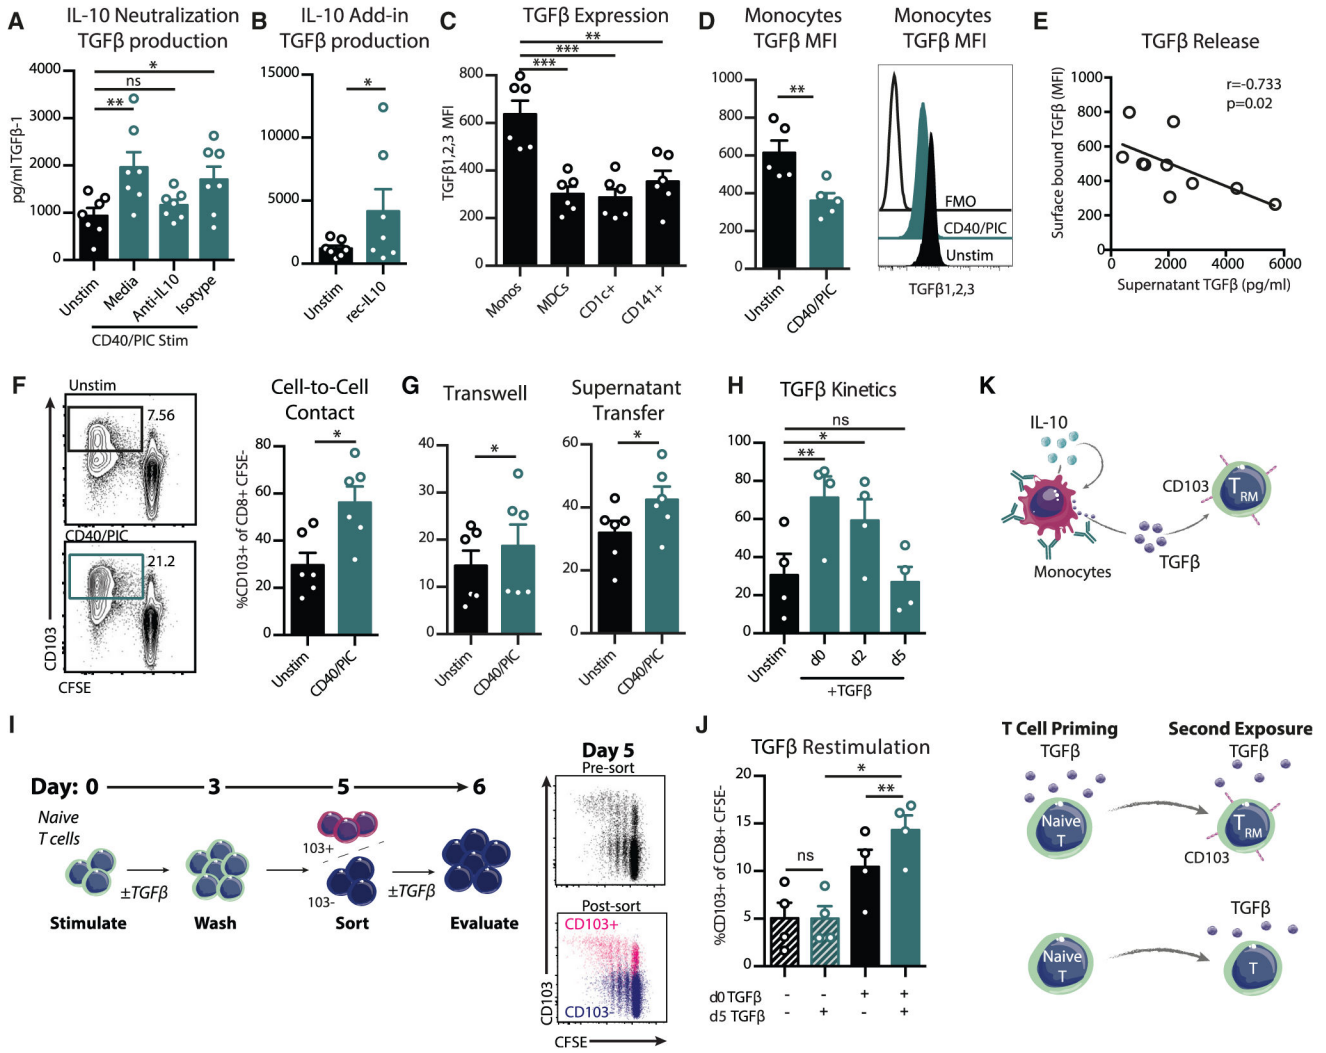 A
IL-10 Neutralization
TGFβ production
pg/ml TGFβ-1
4000
3000
2000
1000
0
*
ns
**
Unstim
Media
Anti-IL10
Isotype
CD40/PIC Stim
B
IL-10 Add-in
TGFβ production
15000
10000
5000
0
*
Unstim
rec-IL10
C
TGFβ Expression
TGFβ1,2,3 MFI
800
600
400
200
0
**
***
***
Monos
MDCs
CD1c+
CD141+
D
Monocytes
TGFβ MFI
1000
800
600
400
200
0
**
Unstim
CD40/PIC
Monocytes
TGFβ MFI
FMO
CD40/PIC
Unstim
TGFβ1,2,3
E
TGFβ Release
Surface bound TGFβ (MFI)
1000
800
600
400
200
0
r=-0.733
p=0.02
0
2000
4000
6000
Supernatant TGFβ (pg/ml)
F
Unstim
7.56
CD40/PIC
21.2
CD103
CFSE
Cell-to-Cell
Contact
%CD103+ of CD8+ CFSE-
80
60
40
20
0
*
Unstim
CD40/PIC
G
Transwell
40
30
20
10
0
*
Unstim
CD40/PIC
Supernatant
Transfer
60
40
20
0
*
Unstim
CD40/PIC
H
TGFβ Kinetics
100
80
60
40
20
0
ns
*
**
Unstim
d0
d2
d5
+TGFβ
K
IL-10
Monocytes
TGFβ
CD103
TRM
T Cell Priming
TGFβ
Naive
T
Second Exposure
TGFβ
TRM
CD103
Naive
T
TGFβ
T
I
Day: 0
3
5
6
Naive
T cells
±TGFβ
103+
103-
±TGFβ
Stimulate
Wash
Sort
Evaluate
Day 5
Pre-sort
Post-sort
CD103+
CD103-
CD103
CFSE
J
TGFβ Restimulation
%CD103+ of CD8+ CFSE-
20
15
10
5
0
*
**
ns
d0 TGFβ - - + +
d5 TGFβ - + - +